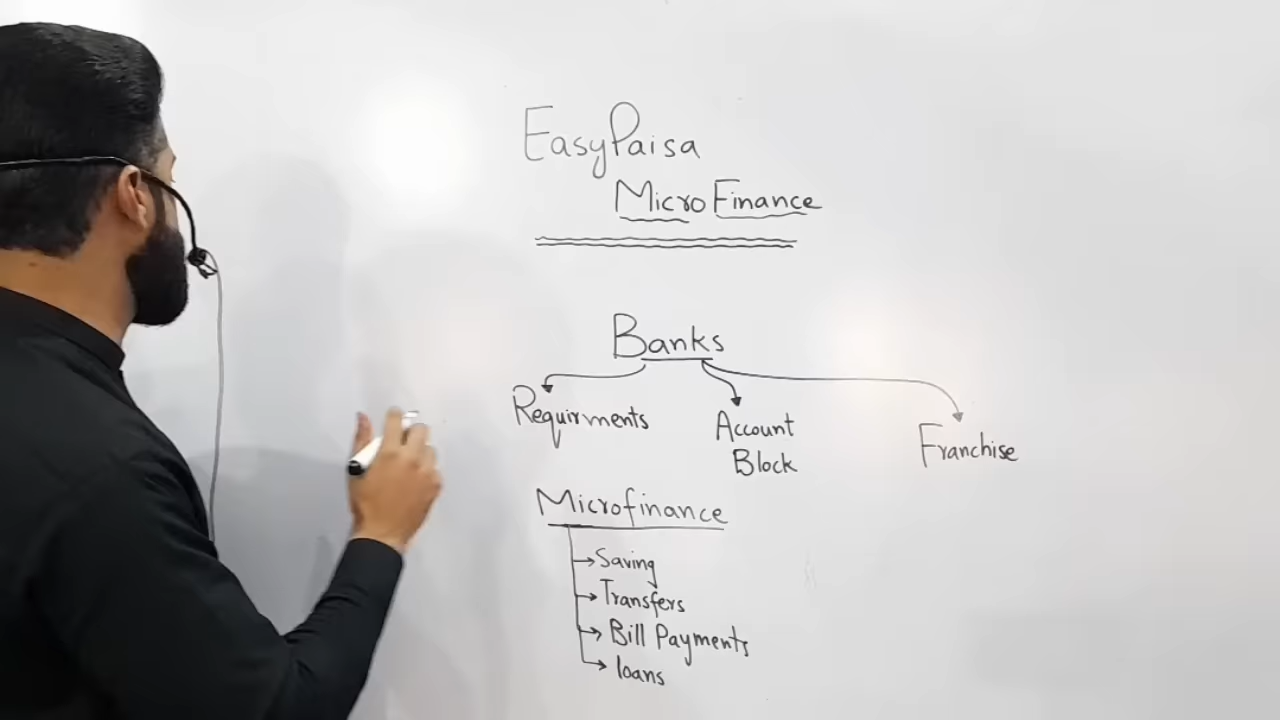 EasyPaisa
MicroFinance
Banks
Requirments
Account
Block
Franchise
Microfinance
Saving
Transfers
Bill Payments
loans